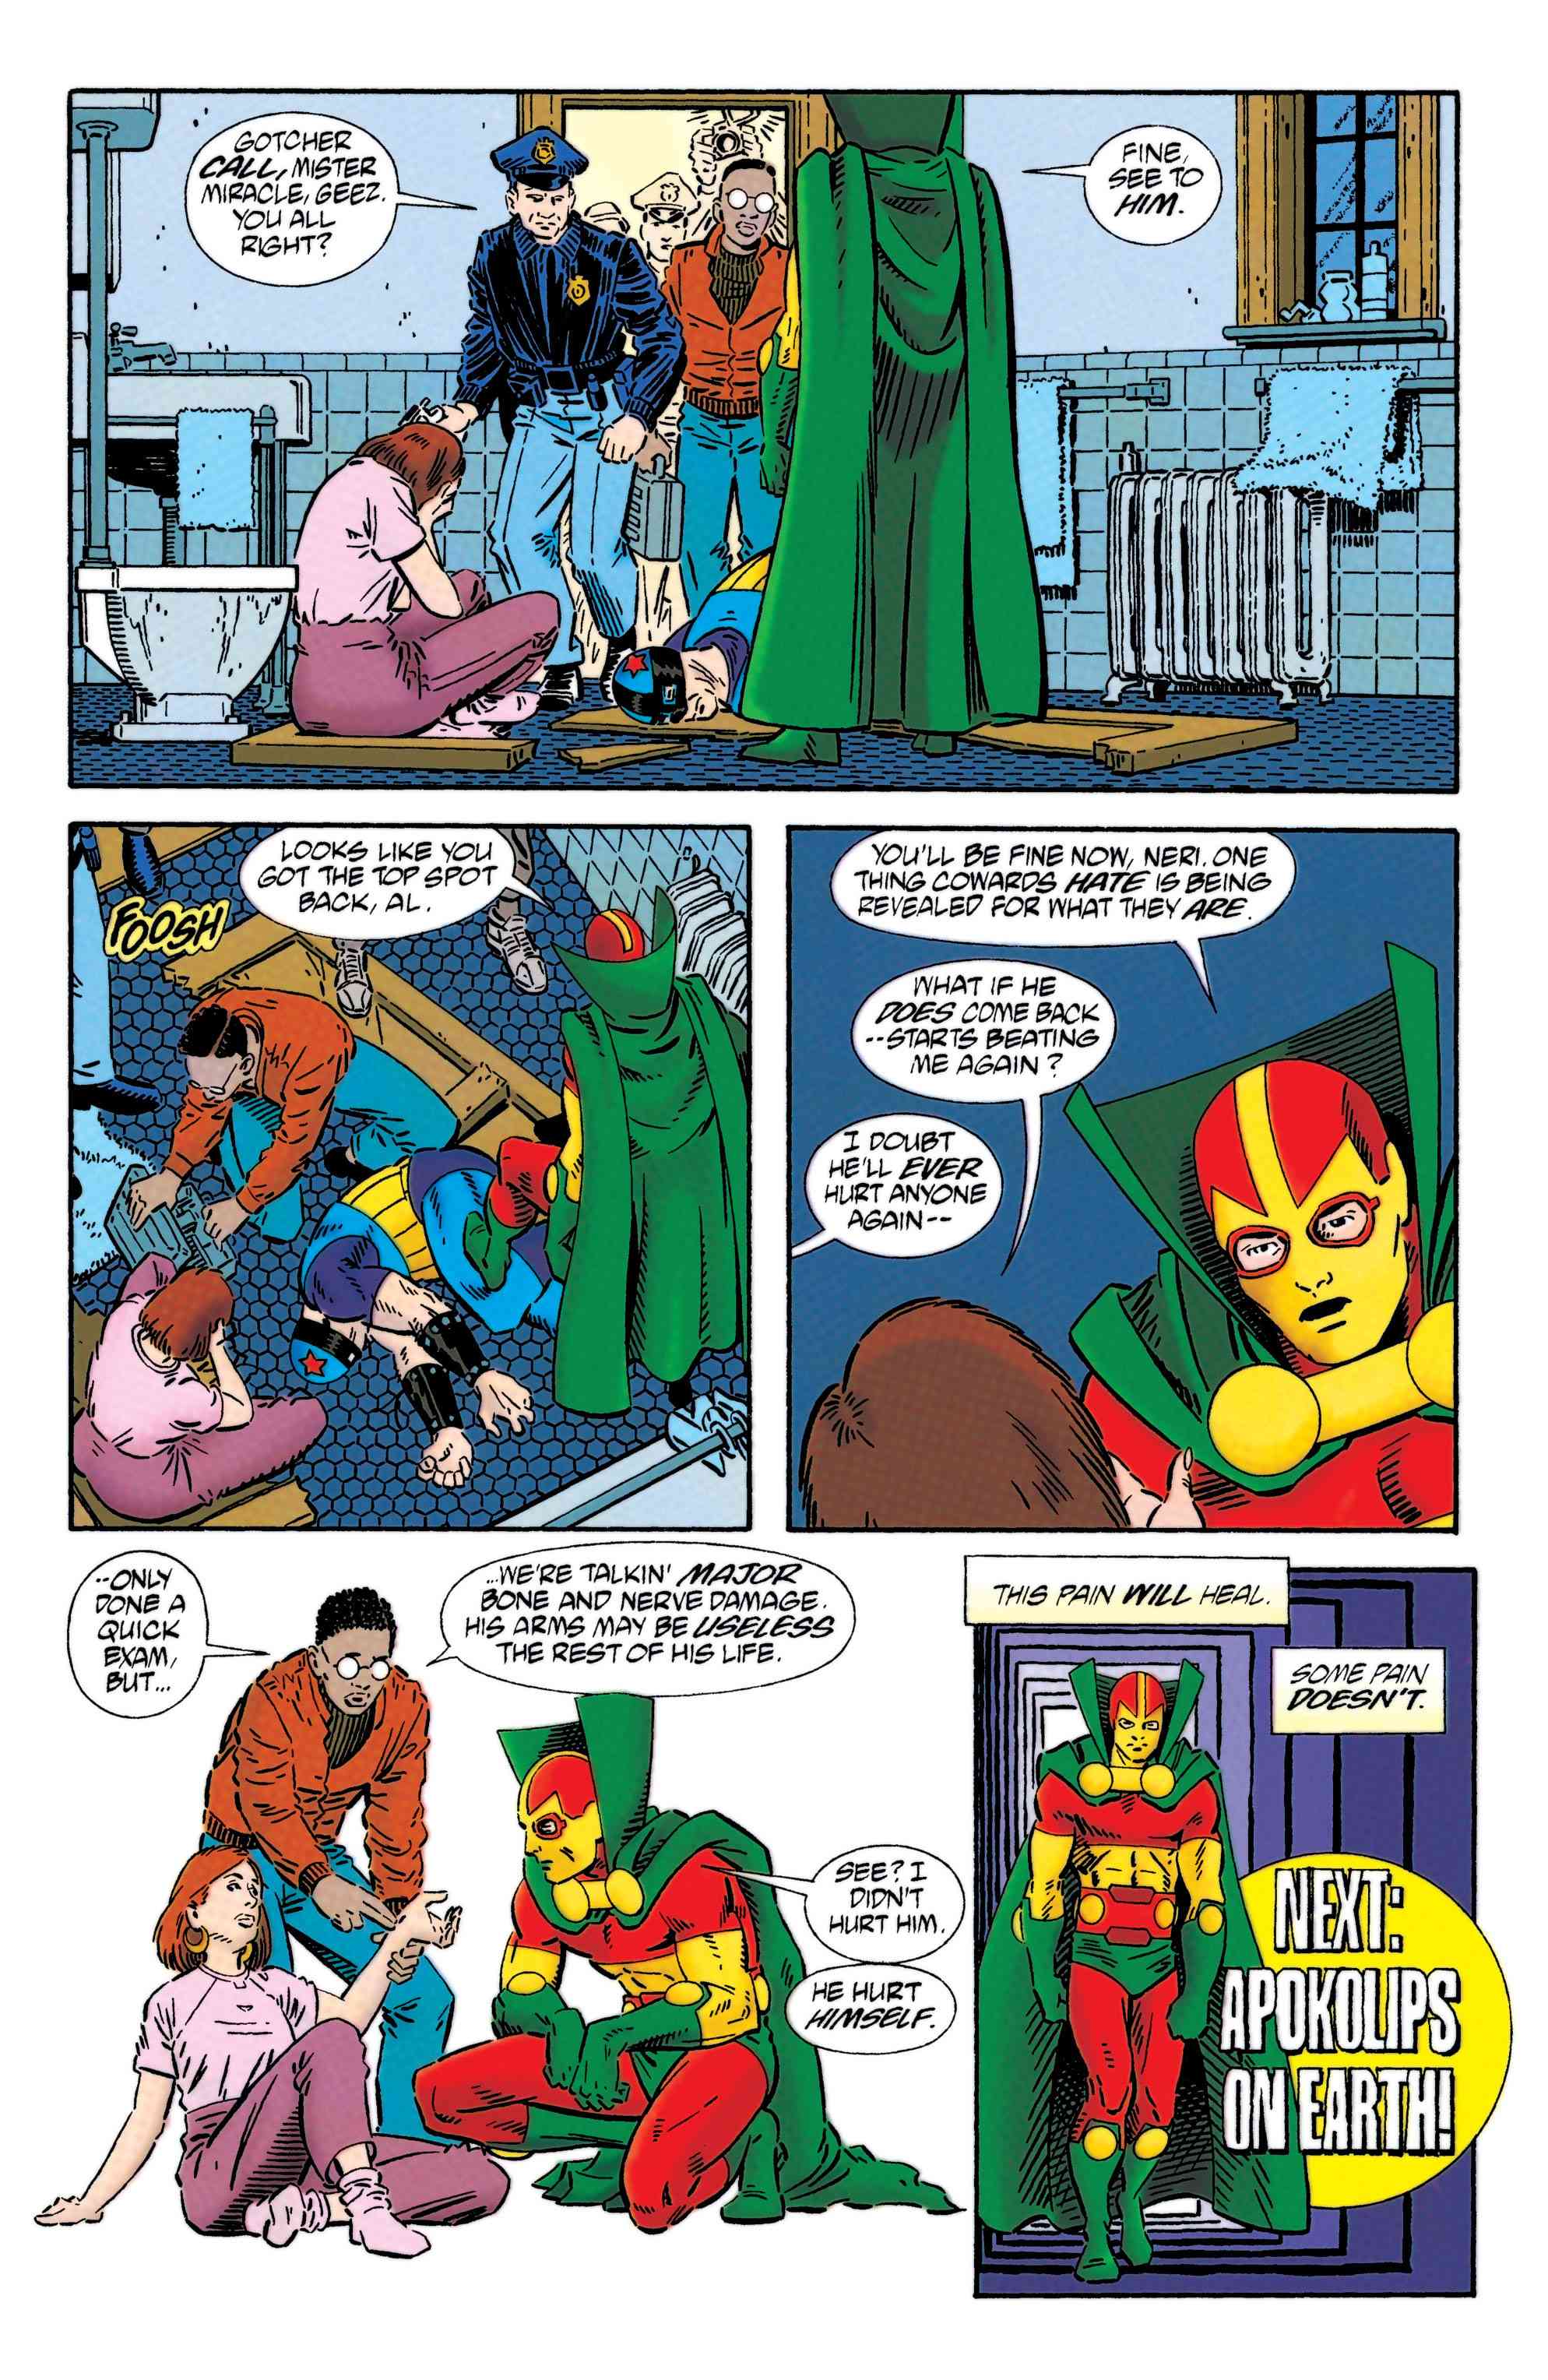 GOTCHER
CALL, MISTER
MIRACLE, GEEZ.
YOU ALL
RIGHT?
FINE,
SEE TO
HIM.
LOOKS LIKE YOU
GOT THE TOP SPOT
BACK, AL.
FOOSH
YOU'LL BE FINE NOW, NERI. ONE
THING COWARDS HATE IS BEING
REVEALED FOR WHAT THEY ARE.
WHAT IF HE
DOES COME BACK
--STARTS BEATING
ME AGAIN?
I DOUBT
HE'LL EVER
HURT ANYONE
AGAIN--
--ONLY
DONE A
QUICK
EXAM,
BUT...
...WE'RE TALKIN' MAJOR
BONE AND NERVE DAMAGE.
HIS ARMS MAY BE USELESS
THE REST OF HIS LIFE.
SEE? I
DIDN'T
HURT HIM.
HE HURT
HIMSELF.
THIS PAIN WILL HEAL.
SOME PAIN
DOESN'T.
NEXT:
APOKOLIPS
ON EARTH!